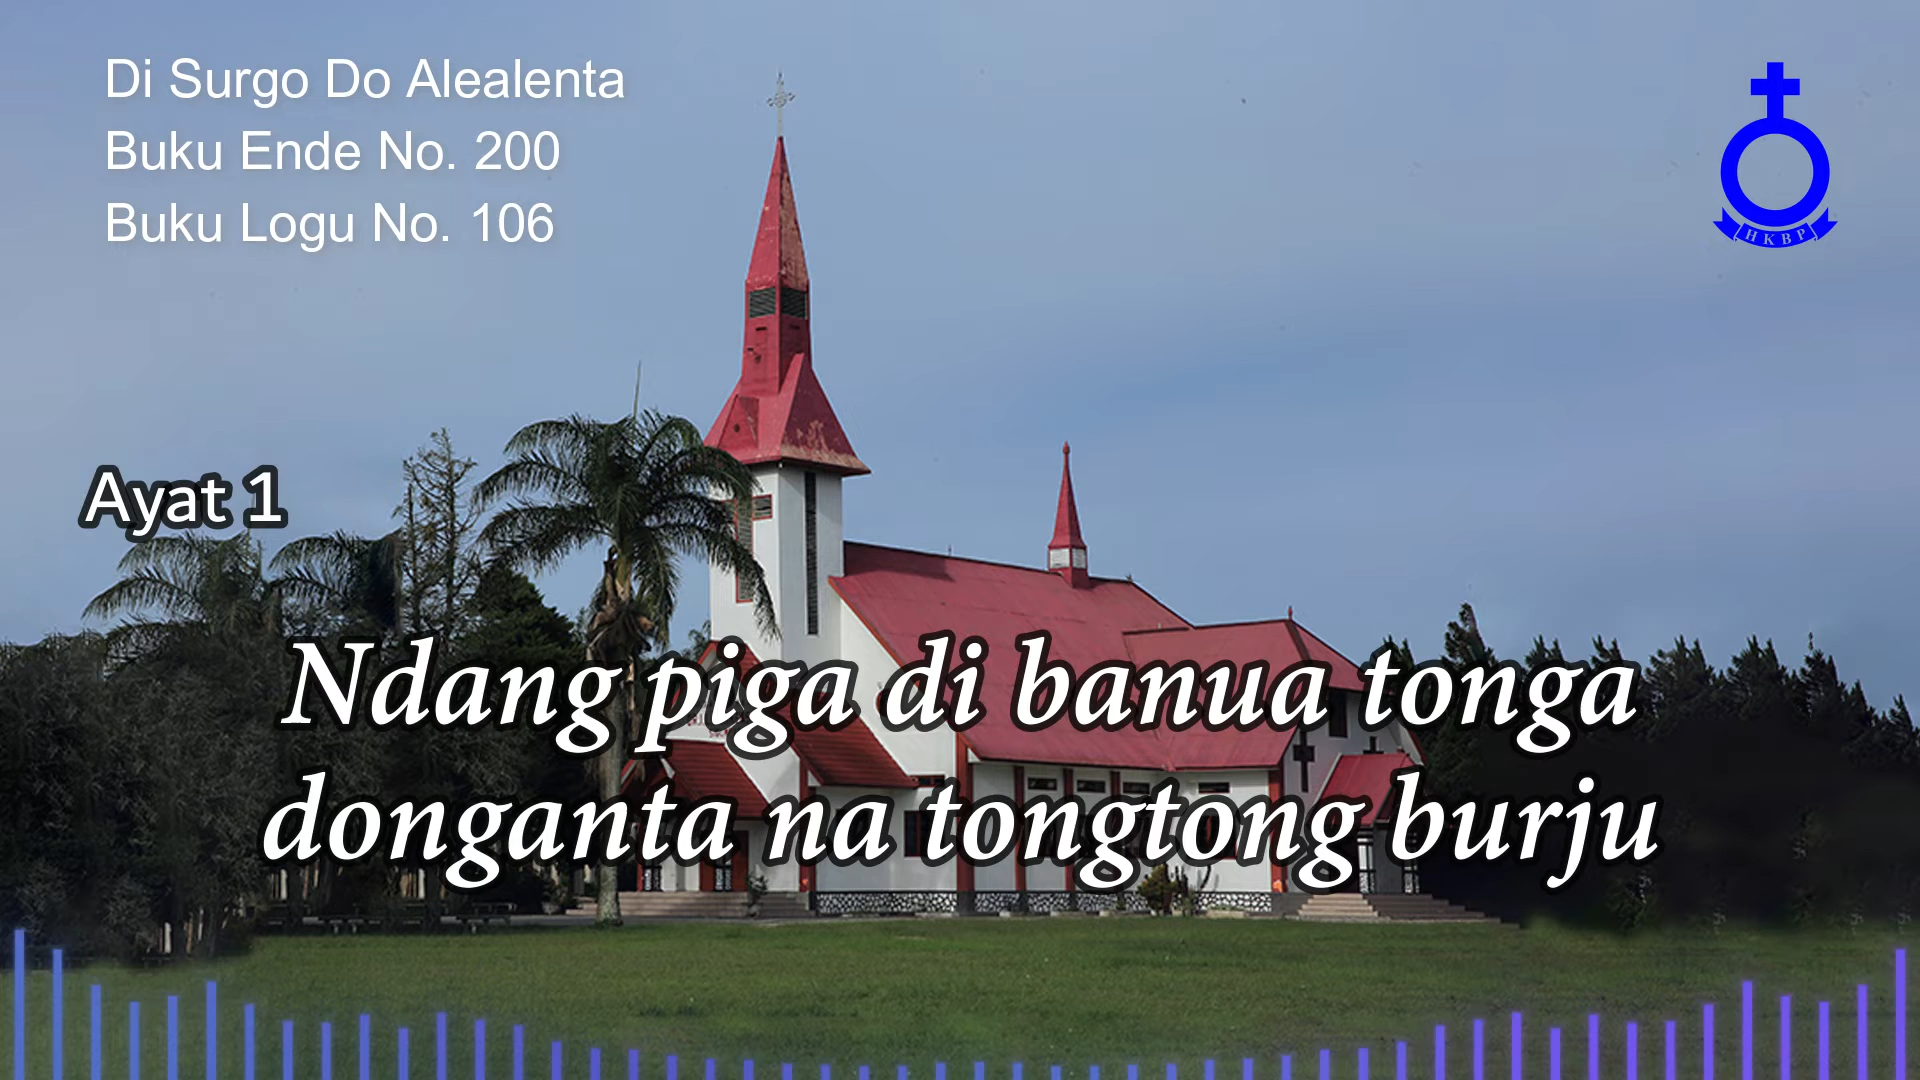 Di Surgo Do Alealenta
Buku Ende No. 200
Buku Logu No. 106
HKBP
Ayat 1
Ndang piga di banua tonga
donganta na tongtong burju